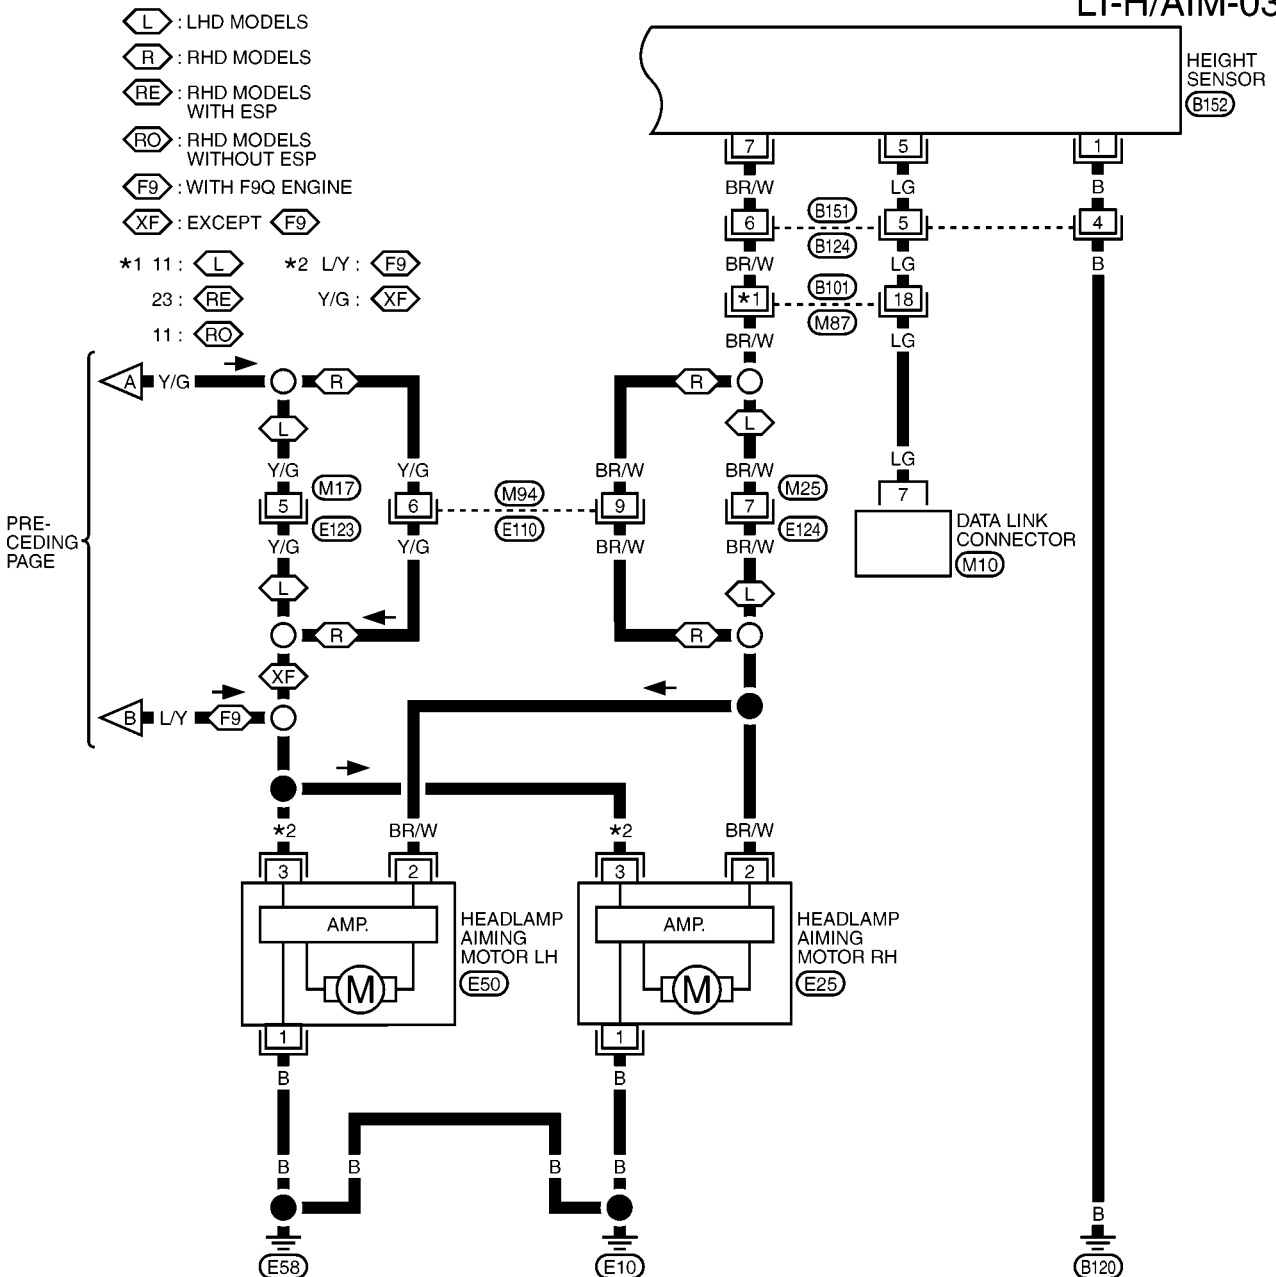 LT-H/AIM-03
L : LHD MODELS
R : RHD MODELS
RE : RHD MODELS
WITH ESP
RO : RHD MODELS
WITHOUT ESP
F9 : WITH F9Q ENGINE
XF : EXCEPT F9
*1 11 : L *2 L/Y : F9
23 : RE Y/G : XF
11 : RO
HEIGHT
SENSOR
B152
7 5 1
BR/W LG B
6 B151 5 4
B124
BR/W LG B
*1 B101 18
M87
BR/W LG
A Y/G R R
L L
LG
Y/G Y/G BR/W BR/W
5 M17 6 M94 9 7 M25 7
E123 E110 E124
Y/G Y/G BR/W BR/W
DATA LINK
CONNECTOR
M10
PRE-
CEDING
PAGE
L L
R R
XF
B L/Y F9
*2 BR/W *2 BR/W
3 2 3 2
AMP. AMP.
M M
HEADLAMP
AIMING
MOTOR LH
E50
HEADLAMP
AIMING
MOTOR RH
E25
1 1
B B
B B B B
B
E58 E10 B120